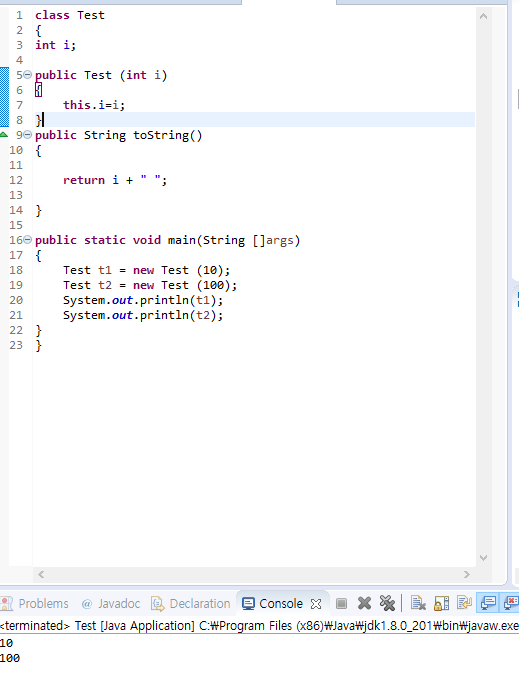 1 class Test
2 {
3 int i;
4
5 public Test (int i)
6 {
7 this.i=i;
8 }
9 public String toString()
10 {
11
12 return i + " ";
13
14 }
15
16 public static void main(String []args)
17 {
18 Test t1 = new Test (10);
19 Test t2 = new Test (100);
20 System.out.println(t1);
21 System.out.println(t2);
22 }
23 }
Problems @ Javadoc Declaration Console
<terminated> Test [Java Application] C:₩Program Files (x86)₩Java₩jdk1.8.0_201₩bin₩javaw.exe
10
100